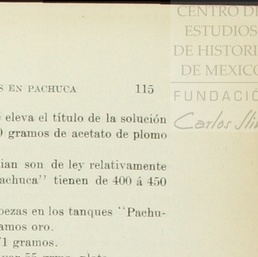 CENTRO DE
ESTUDIOS
DE HISTORIA
DE MEXICO
FUNDACIÓ
Carlos Slim
EN PACHUCA 115
eleva el título de la solución
gramos de acetato de plomo
ian son de ley relativamente
achuca" tienen de 400 á 450
bezas en los tanques "Pachu-
amos oro.
71 gramos.